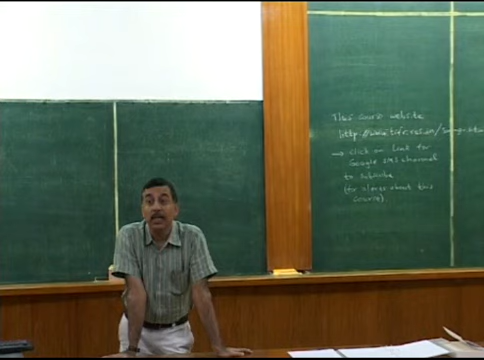 This course website
http://www.tifr.res.in/
→ click on link for
Google SMS channel
to subscribe
(for alerts about this
course).